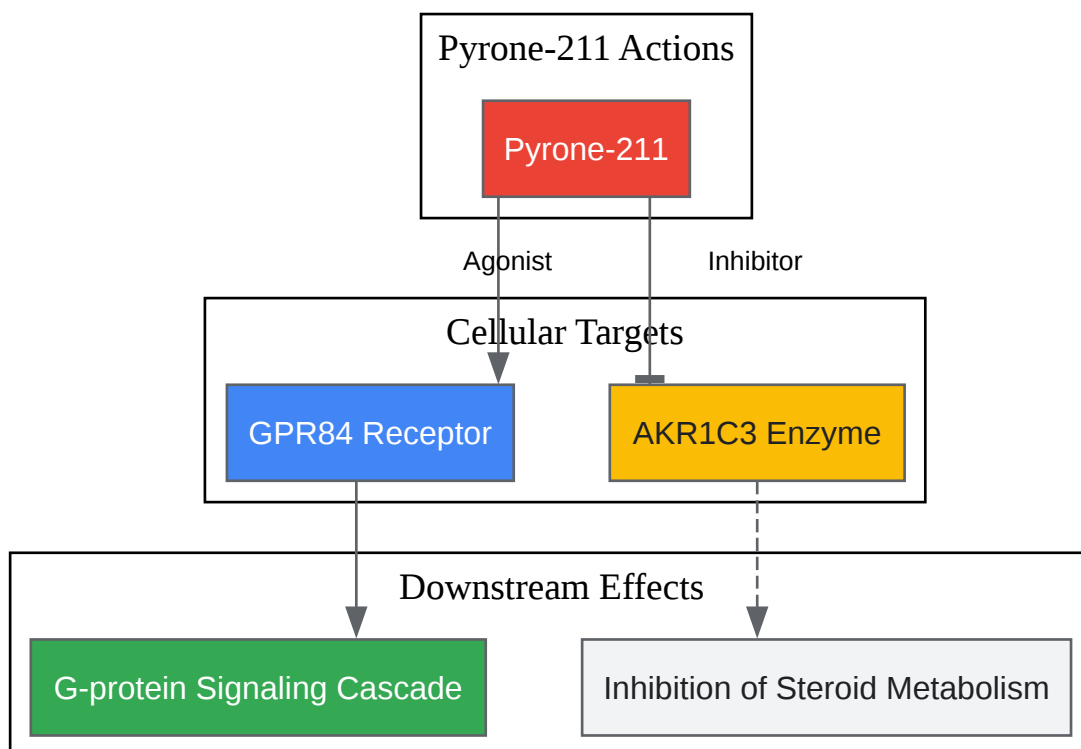 Pyrone-211 Actions
Pyrone-211
Agonist
Inhibitor
Cellular Targets
GPR84 Receptor
AKR1C3 Enzyme
Downstream Effects
G-protein Signaling Cascade
Inhibition of Steroid Metabolism